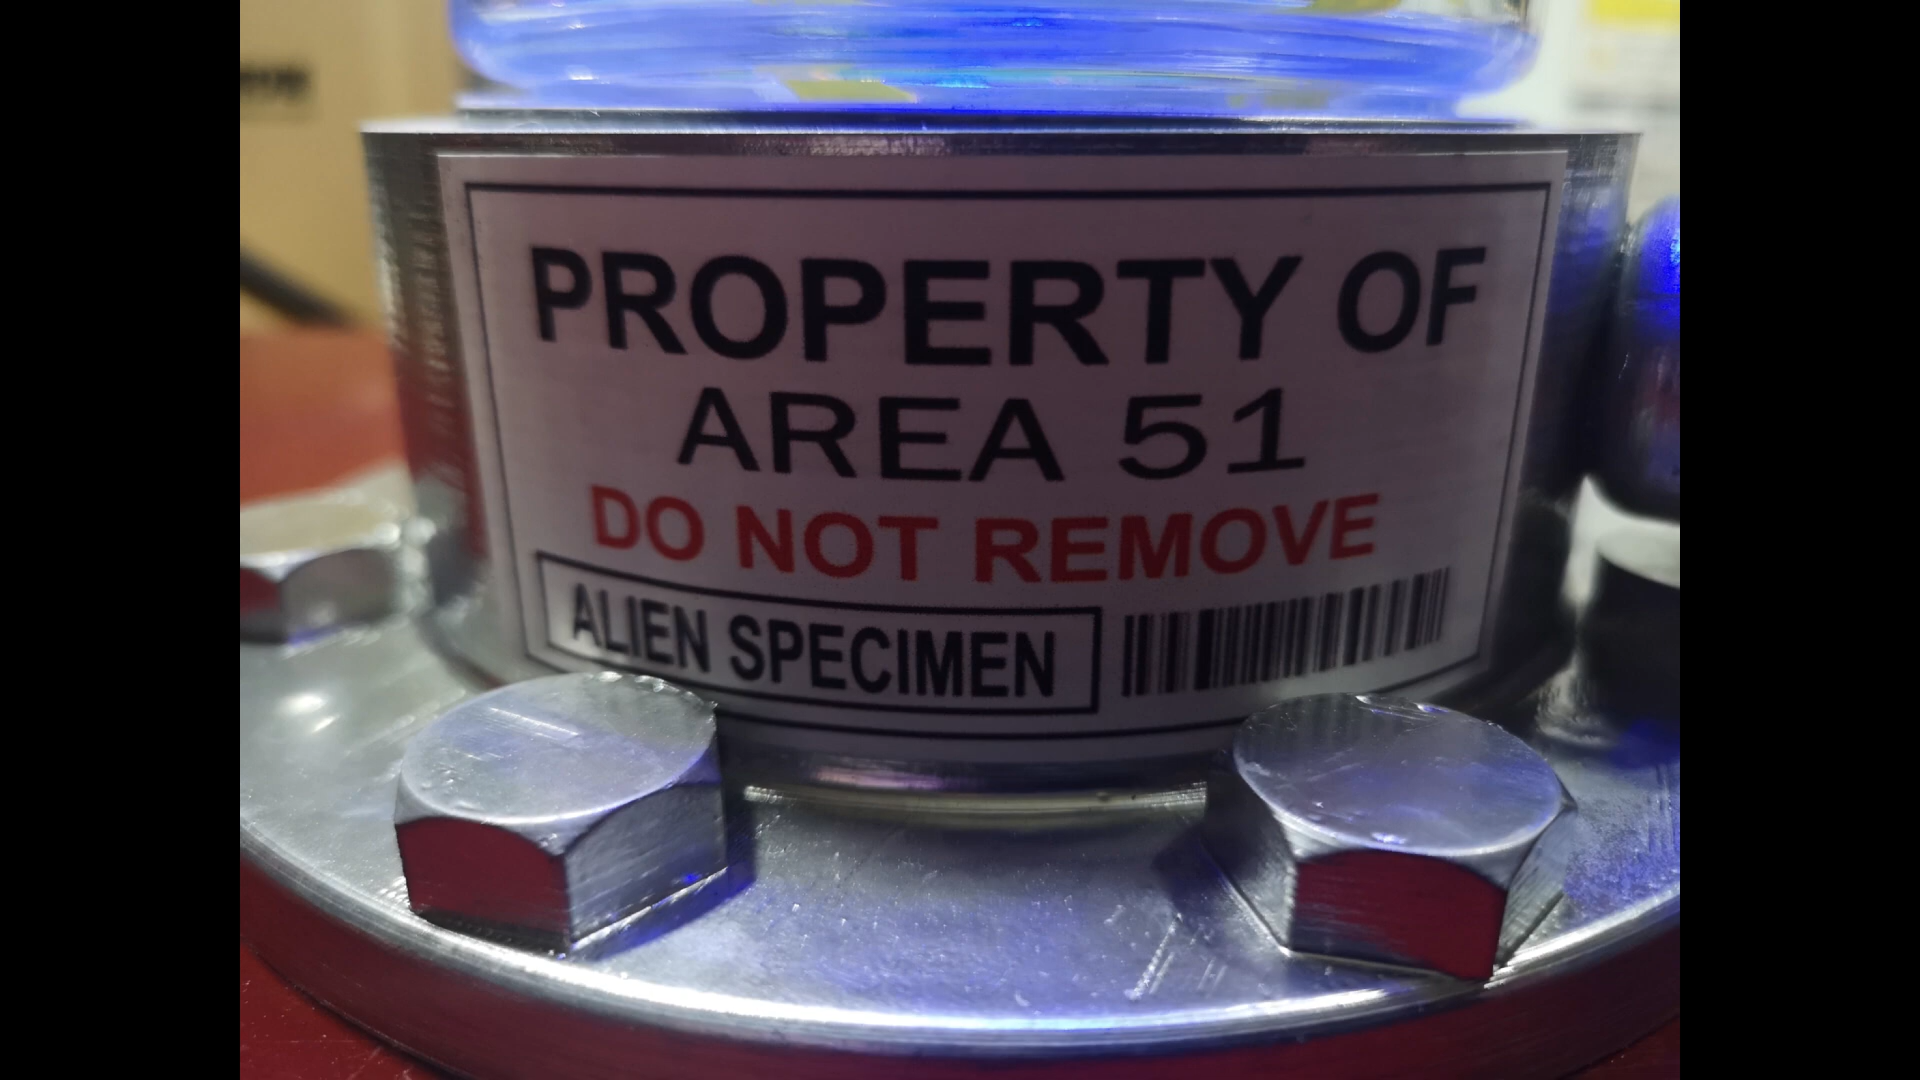 PROPERTY OF
AREA 51
DO NOT REMOVE
ALIEN SPECIMEN